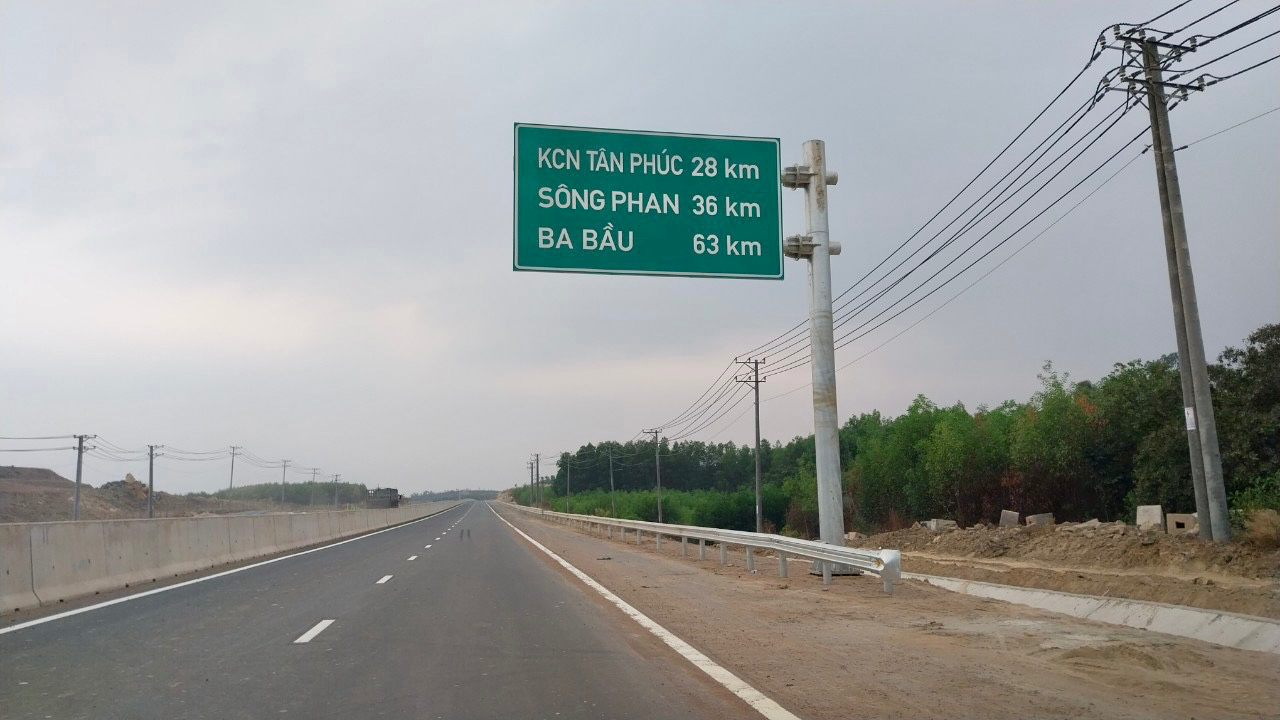 KCN TÂN PHÚC 28 km
SÔNG PHAN 36 km
BA BẦU 63 km